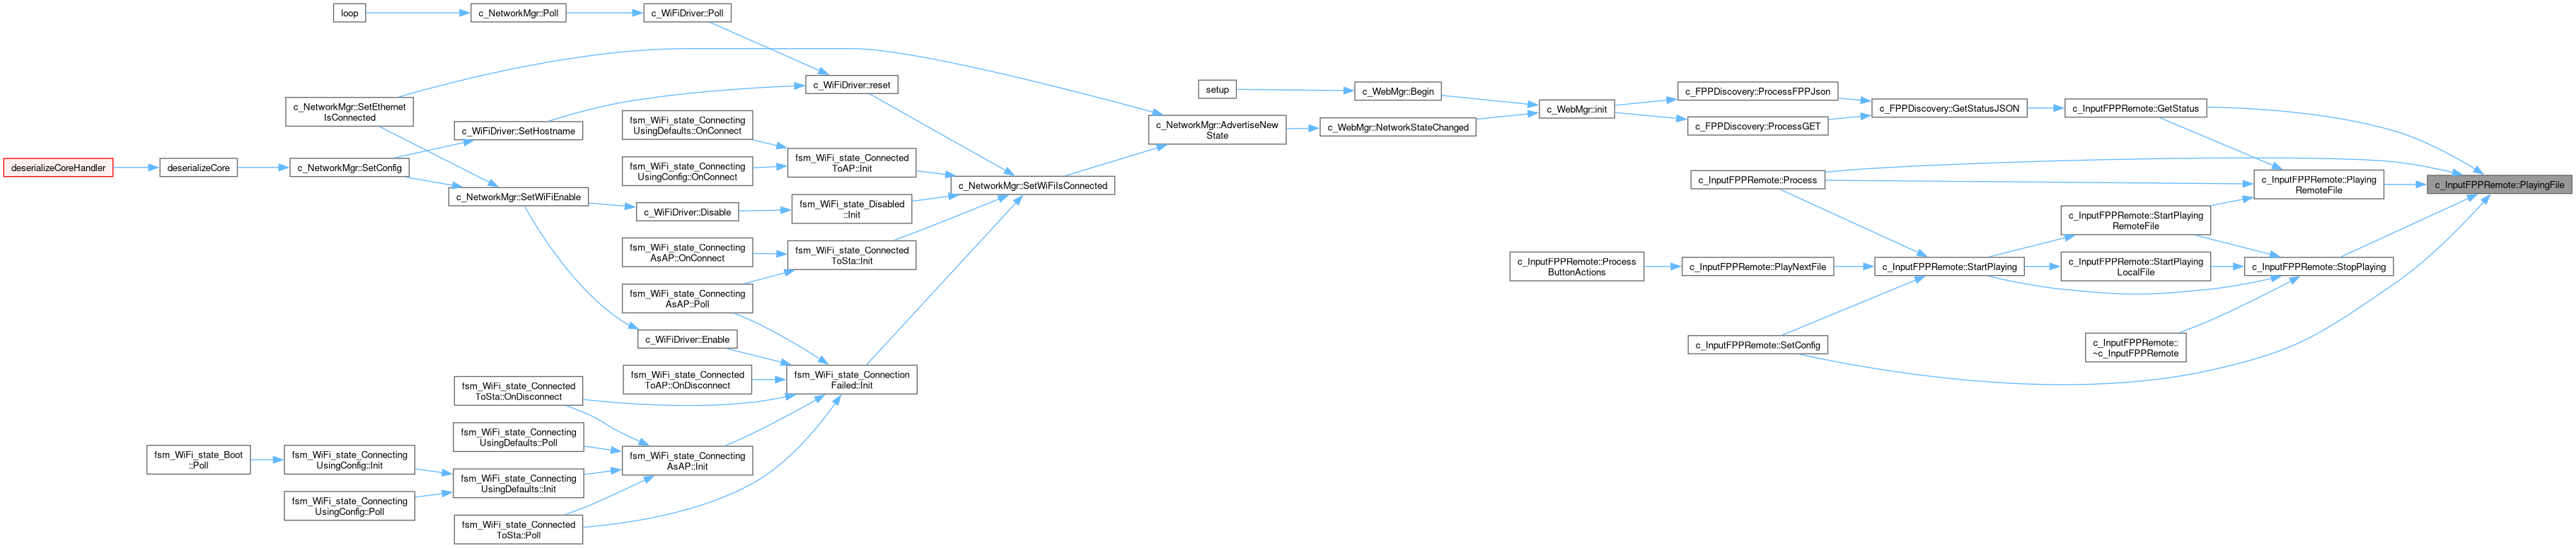 loop
c_NetworkMgr::Poll
c_WiFiDriver::Poll
c_WiFiDriver::reset
c_NetworkMgr::SetEthernet
IsConnected
c_WiFiDriver::SetHostname
fsm_WiFi_state_Connecting
UsingDefaults::OnConnect
fsm_WiFi_state_Connecting
UsingConfig::OnConnect
fsm_WiFi_state_Connected
ToAP::Init
deserializeCoreHandler
deserializeCore
c_NetworkMgr::SetConfig
c_NetworkMgr::SetWiFiEnable
c_WiFiDriver::Disable
fsm_WiFi_state_Disabled
::Init
c_NetworkMgr::SetWiFiIsConnected
fsm_WiFi_state_Connecting
AsAP::OnConnect
fsm_WiFi_state_Connected
ToSta::Init
fsm_WiFi_state_Connecting
AsAP::Poll
c_WiFiDriver::Enable
fsm_WiFi_state_Connected
ToAP::OnDisconnect
fsm_WiFi_state_Connection
Failed::Init
fsm_WiFi_state_Connected
ToSta::OnDisconnect
fsm_WiFi_state_Connecting
UsingDefaults::Poll
fsm_WiFi_state_Connecting
AsAP::Init
fsm_WiFi_state_Boot
::Poll
fsm_WiFi_state_Connecting
UsingConfig::Init
fsm_WiFi_state_Connecting
UsingDefaults::Init
fsm_WiFi_state_Connecting
UsingConfig::Poll
fsm_WiFi_state_Connected
ToSta::Poll
c_NetworkMgr::AdvertiseNew
State
setup
c_WebMgr::Begin
c_WebMgr::NetworkStateChanged
c_WebMgr::init
c_FPPDiscovery::ProcessFPPJson
c_FPPDiscovery::ProcessGET
c_FPPDiscovery::GetStatusJSON
c_InputFPPRemote::GetStatus
c_InputFPPRemote::Process
c_InputFPPRemote::Playing
RemoteFile
c_InputFPPRemote::PlayingFile
c_InputFPPRemote::StartPlaying
RemoteFile
c_InputFPPRemote::Process
ButtonActions
c_InputFPPRemote::PlayNextFile
c_InputFPPRemote::StartPlaying
c_InputFPPRemote::StartPlaying
LocalFile
c_InputFPPRemote::StopPlaying
c_InputFPPRemote::SetConfig
c_InputFPPRemote::
~c_InputFPPRemote